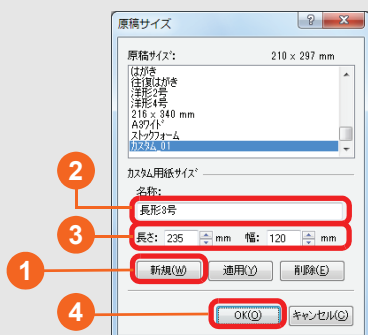 原稿サイズ
原稿ｻｲｽﾞ: 210 x 297 mm
はがき
往復はがき
洋形2号
洋形4号
216 x 340 mm
A3ﾜｲﾄﾞ
ｽﾄｯｸﾌｫｰﾑ
ｶｽﾀﾑ_01
ｶｽﾀﾑ用紙ｻｲｽﾞ
2
名称:
長形3号
3
長さ: 235 mm 幅: 120 mm
1
新規(W) 適用(Y) 削除(E)
4
OK(O) ｷｬﾝｾﾙ(C)